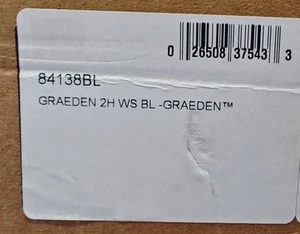 0 26508 37543 3
84138BL
GRAEDEN 2H WS BL -GRAEDEN™